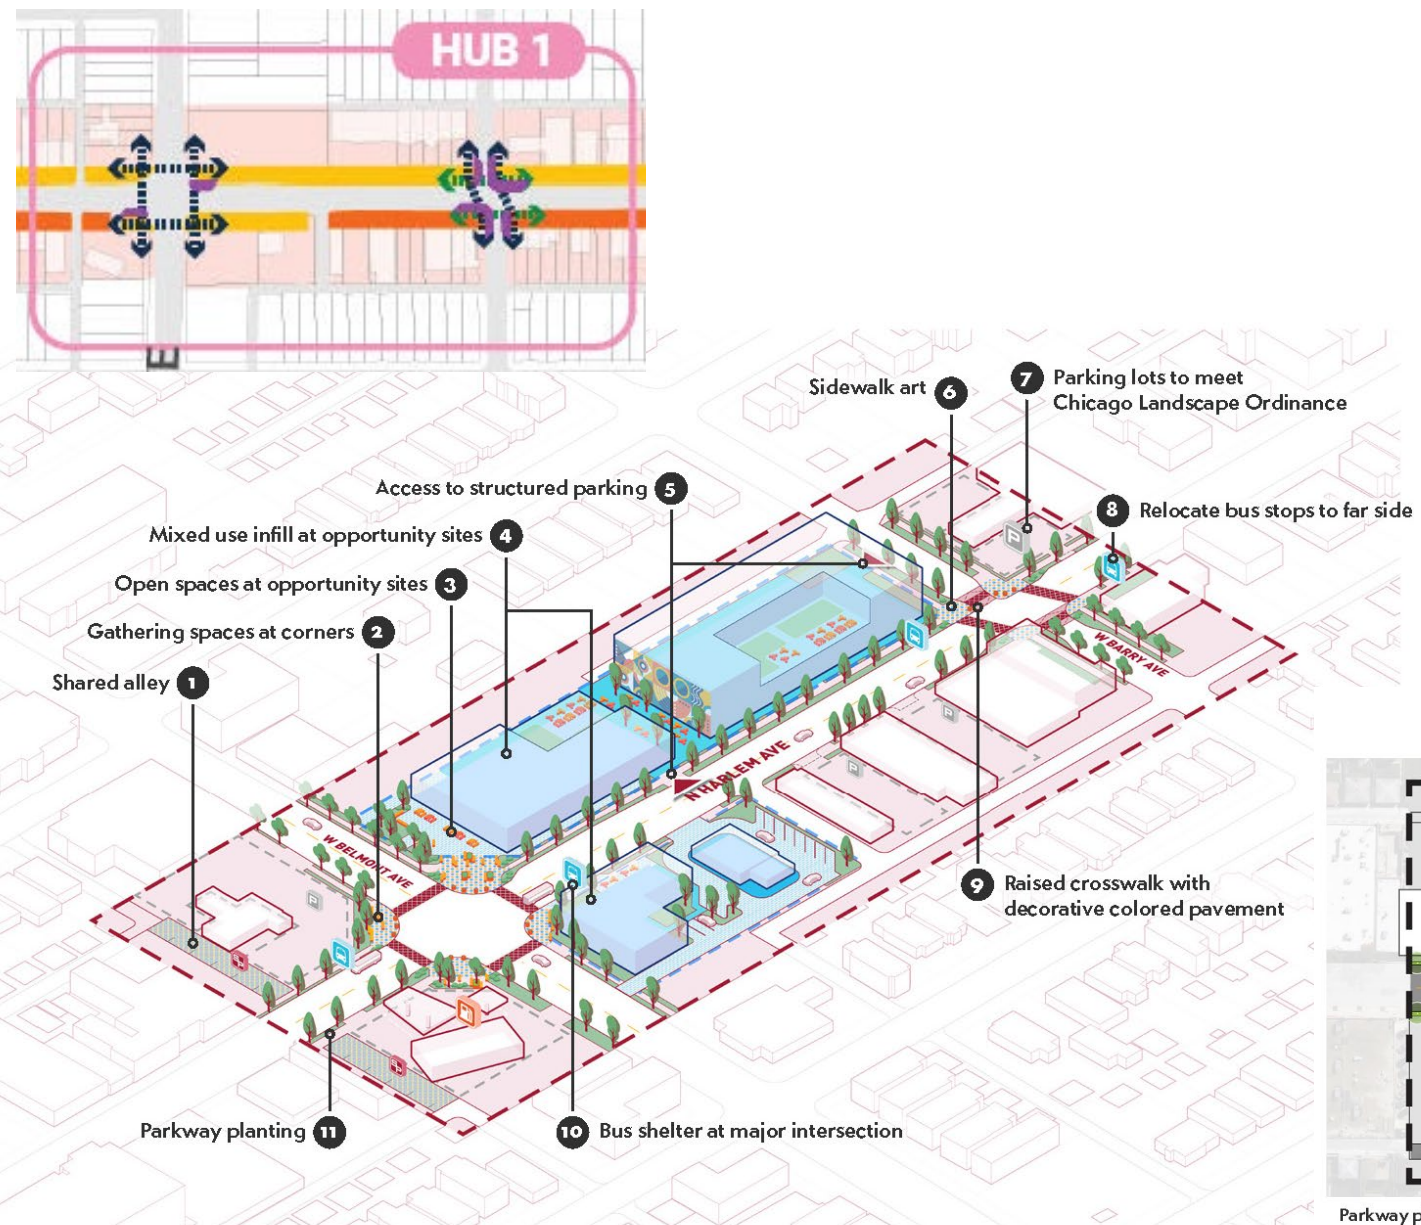 HUB 1
E
Sidewalk art 6
7 Parking lots to meet
Chicago Landscape Ordinance
Access to structured parking 5
8 Relocate bus stops to far side
Mixed use infill at opportunity sites 4
Open spaces at opportunity sites 3
Gathering spaces at corners 2
Shared alley 1
P
W BARRY AVE
P
P
N HARLEM AVE
W BELMONT AVE
P
9 Raised crosswalk with
decorative colored pavement
Parkway planting 11
10 Bus shelter at major intersection
Parkway p